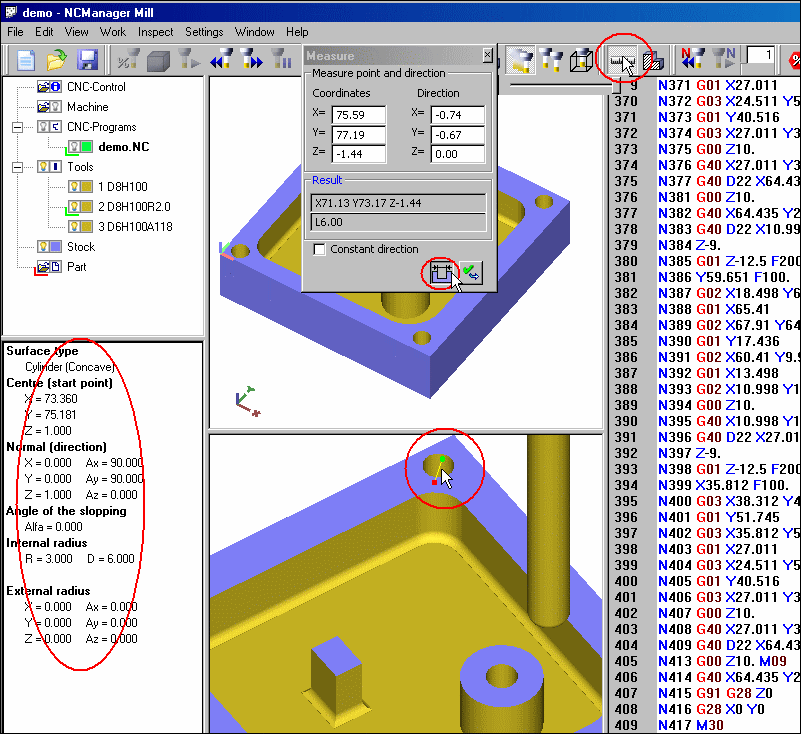 demo - NCManager Mill
File Edit View Work Inspect Settings Window Help
N N 1
CNC-Control
Machine
CNC-Programs
demo.NC
Tools
1 D8H100
2 D8H100R2.0
3 D6H100A118
Stock
Part
Surface type
Cylinder (Concave)
Centre (start point)
X = 73.360
Y = 75.181
Z = 1.000
Normal (direction)
X = 0.000 Ax = 90.000
Y = 0.000 Ay = 90.000
Z = 1.000 Az = 0.000
Angle of the slopping
Alfa = 0.000
Internal radius
R = 3.000 D = 6.000
External radius
X = 0.000 Ax = 0.000
Y = 0.000 Ay = 0.000
Z = 0.000 Az = 0.000
Measure
Measure point and direction
Coordinates Direction
X= 75.59 X= -0.74
Y= 77.19 Y= -0.67
Z= -1.44 Z= 0.00
Result
X71.13 Y73.17 Z-1.44
L6.00
Constant direction
9 N371 G01 X27.011
370 N372 G03 X24.511 Y5
371 N373 G01 Y40.516
372 N374 G03 X27.011 Y3
373 N375 G00 Z10.
374 N376 G40 X27.011 Y3
375 N377 G40 D22 X64.43
376 N381 G00 Z10.
377 N382 G40 X64.435 Y2
378 N383 G40 D22 X10.99
379 N384 Z-9.
380 N385 G01 Z-12.5 F200
381 N386 Y59.651 F100.
382 N387 G02 X18.498 Y6
383 N388 G01 X65.41
384 N389 G02 X67.91 Y64
385 N390 G01 Y17.436
386 N391 G02 X60.41 Y9.9
387 N392 G01 X13.498
388 N393 G02 X10.998 Y1
389 N394 G00 Z10.
390 N395 G40 X10.998 Y1
391 N396 G40 D22 X27.01
392 N397 Z-9.
393 N398 G01 Z-12.5 F200
394 N399 X35.812 F100.
395 N400 G03 X38.312 Y4
396 N401 G01 Y51.745
397 N402 G03 X35.812 Y5
398 N403 G01 X27.011
399 N404 G03 X24.511 Y5
400 N405 G01 Y40.516
401 N406 G03 X27.011 Y3
402 N407 G00 Z10.
403 N408 G40 X27.011 Y3
404 N409 G40 D22 X64.43
405 N413 G00 Z10. M09
406 N414 G40 X64.435 Y2
407 N415 G91 G28 Z0
408 N416 G28 X0 Y0
409 N417 M30